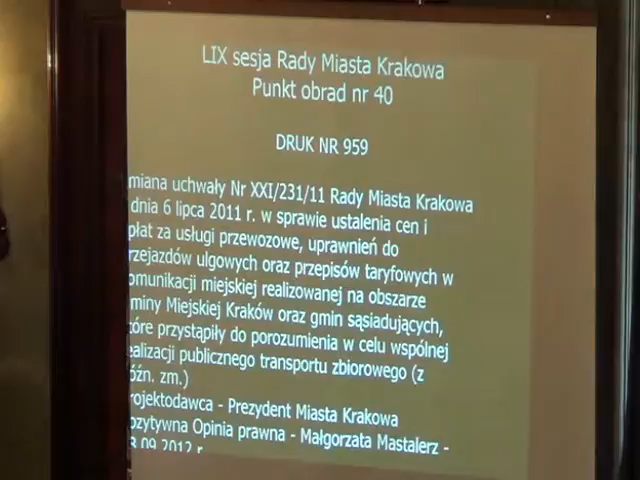 LIX sesja Rady Miasta Krakowa
Punkt obrad nr 40
DRUK NR 959
miana uchwały Nr XXI/231/11 Rady Miasta Krakowa
dnia 6 lipca 2011 r. w sprawie ustalenia cen i
płat za usługi przewozowe, uprawnień do
rzejazdów ulgowych oraz przepisów taryfowych w
omunikacji miejskiej realizowanej na obszarze
miny Miejskiej Kraków oraz gmin sąsiadujących,
tóre przystąpiły do porozumienia w celu wspólnej
ealizacji publicznego transportu zbiorowego (z
óźn. zm.)
rojektodawca - Prezydent Miasta Krakowa
ozytywna Opinia prawna - Małgorzata Mastalerz -
3.09.2012 r